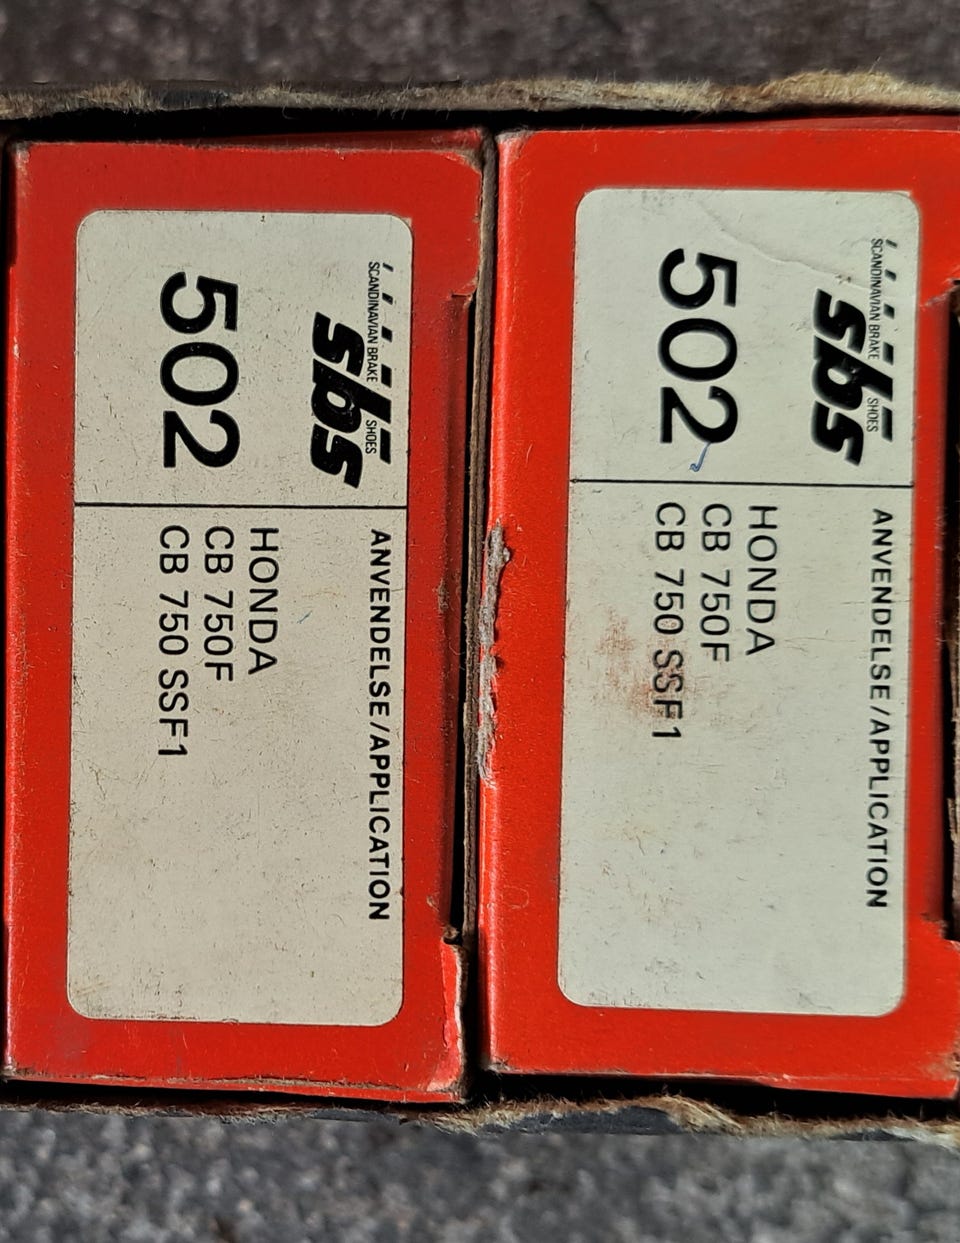 SCANDINAVIAN BRAKE SHOES
sbs
502
ANVENDELSE/APPLICATION
HONDA
CB 750F
CB 750 SSF1
SCANDINAVIAN BRAKE SHOES
sbs
502
ANVENDELSE/APPLICATION
HONDA
CB 750F
CB 750 SSF1